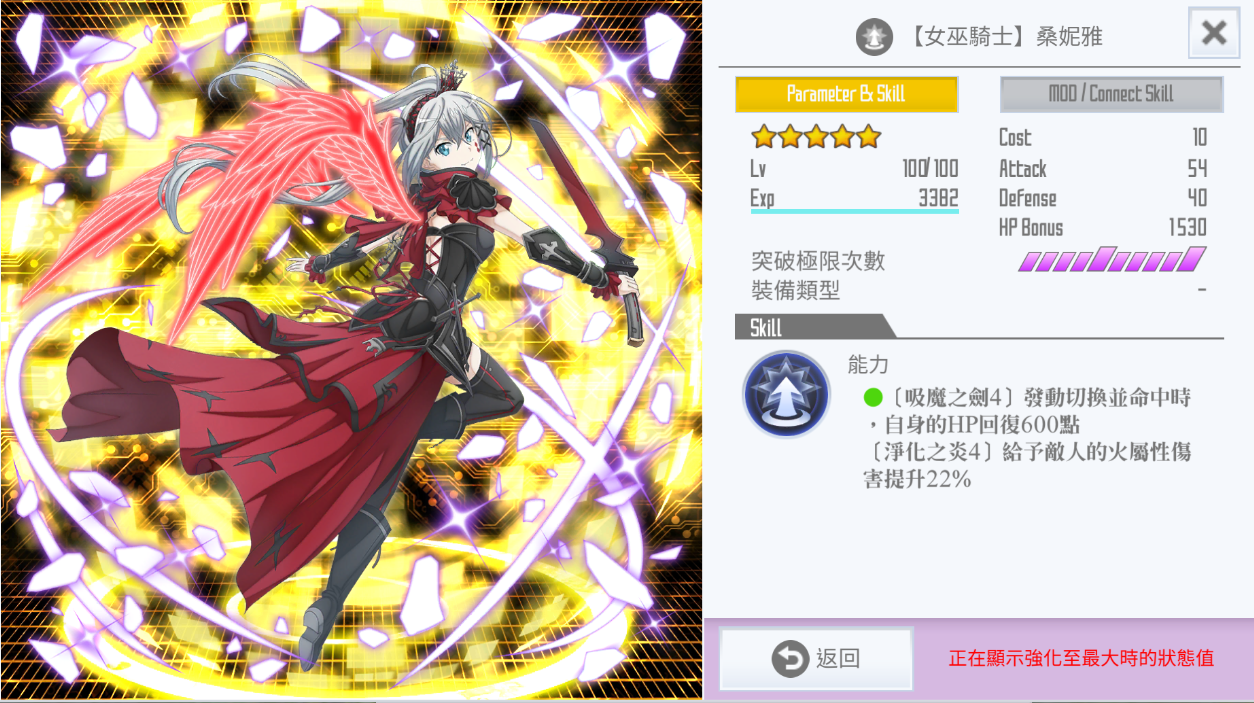 【女巫騎士】桑妮雅
Parameter & Skill
MOD / Connect Skill
Lv 100/100
Exp 3382
Cost 10
Attack 54
Defense 40
HP Bonus 1530
突破極限次數
裝備類型 -
Skill
能力
〔吸魔之劍4〕發動切換並命中時
，自身的HP回復600點
〔淨化之炎4〕給予敵人的火屬性傷
害提升22%
返回
正在顯示強化至最大時的狀態值